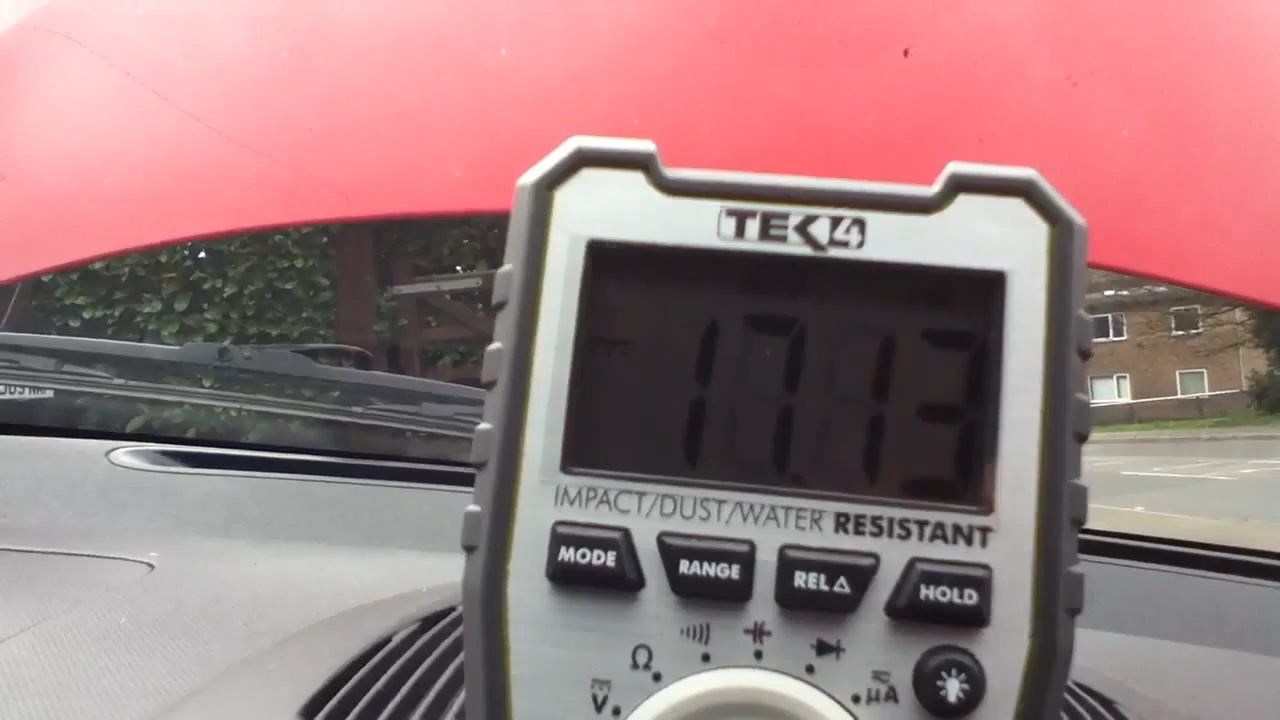 TEK4
17.13
IMPACT/DUST/WATER RESISTANT
MODE RANGE REL△ HOLD
Ω
V
μA